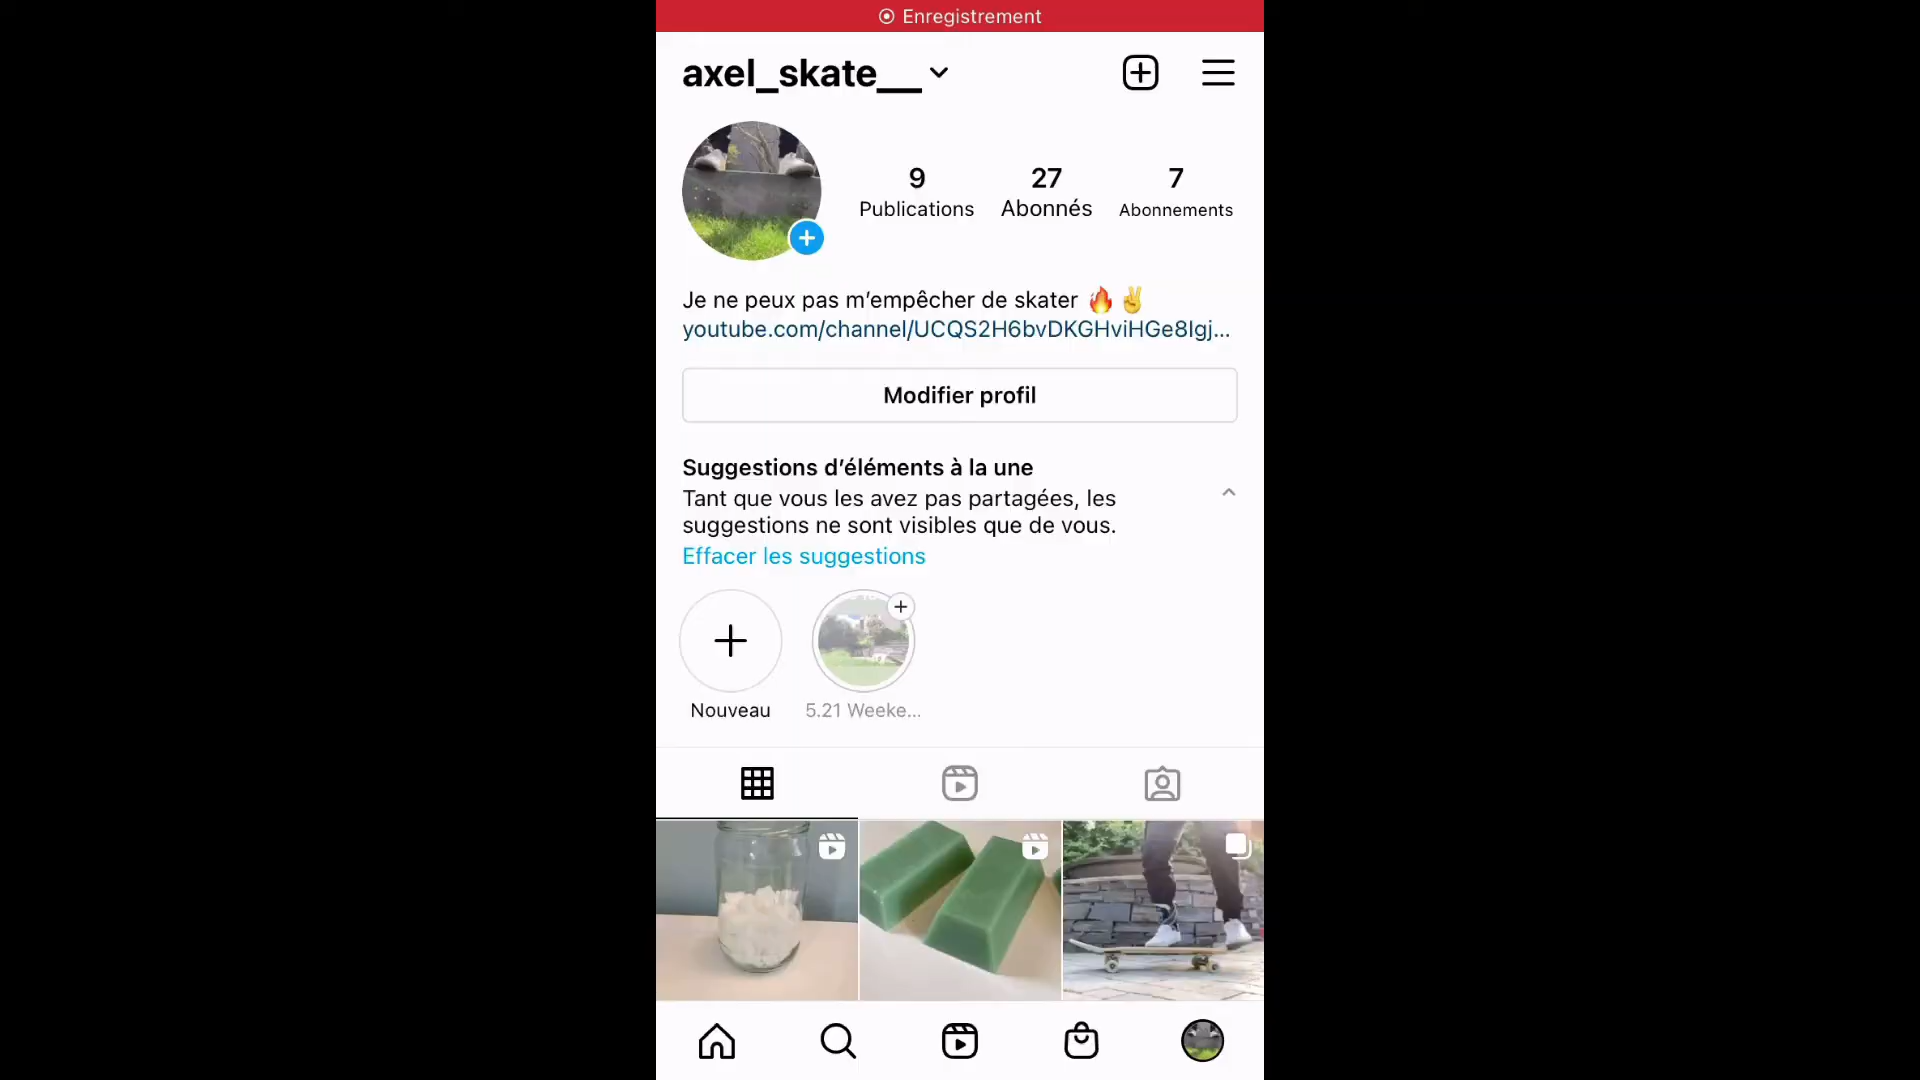 Enregistrement
axel_skate__
9
Publications
27
Abonnés
7
Abonnements
Je ne peux pas m’empêcher de skater 🔥✌️
youtube.com/channel/UCQS2H6bvDKGHviHGe8Igj...
Modifier profil
Suggestions d’éléments à la une
Tant que vous les avez pas partagées, les
suggestions ne sont visibles que de vous.
Effacer les suggestions
Nouveau
5.21 Weeke...